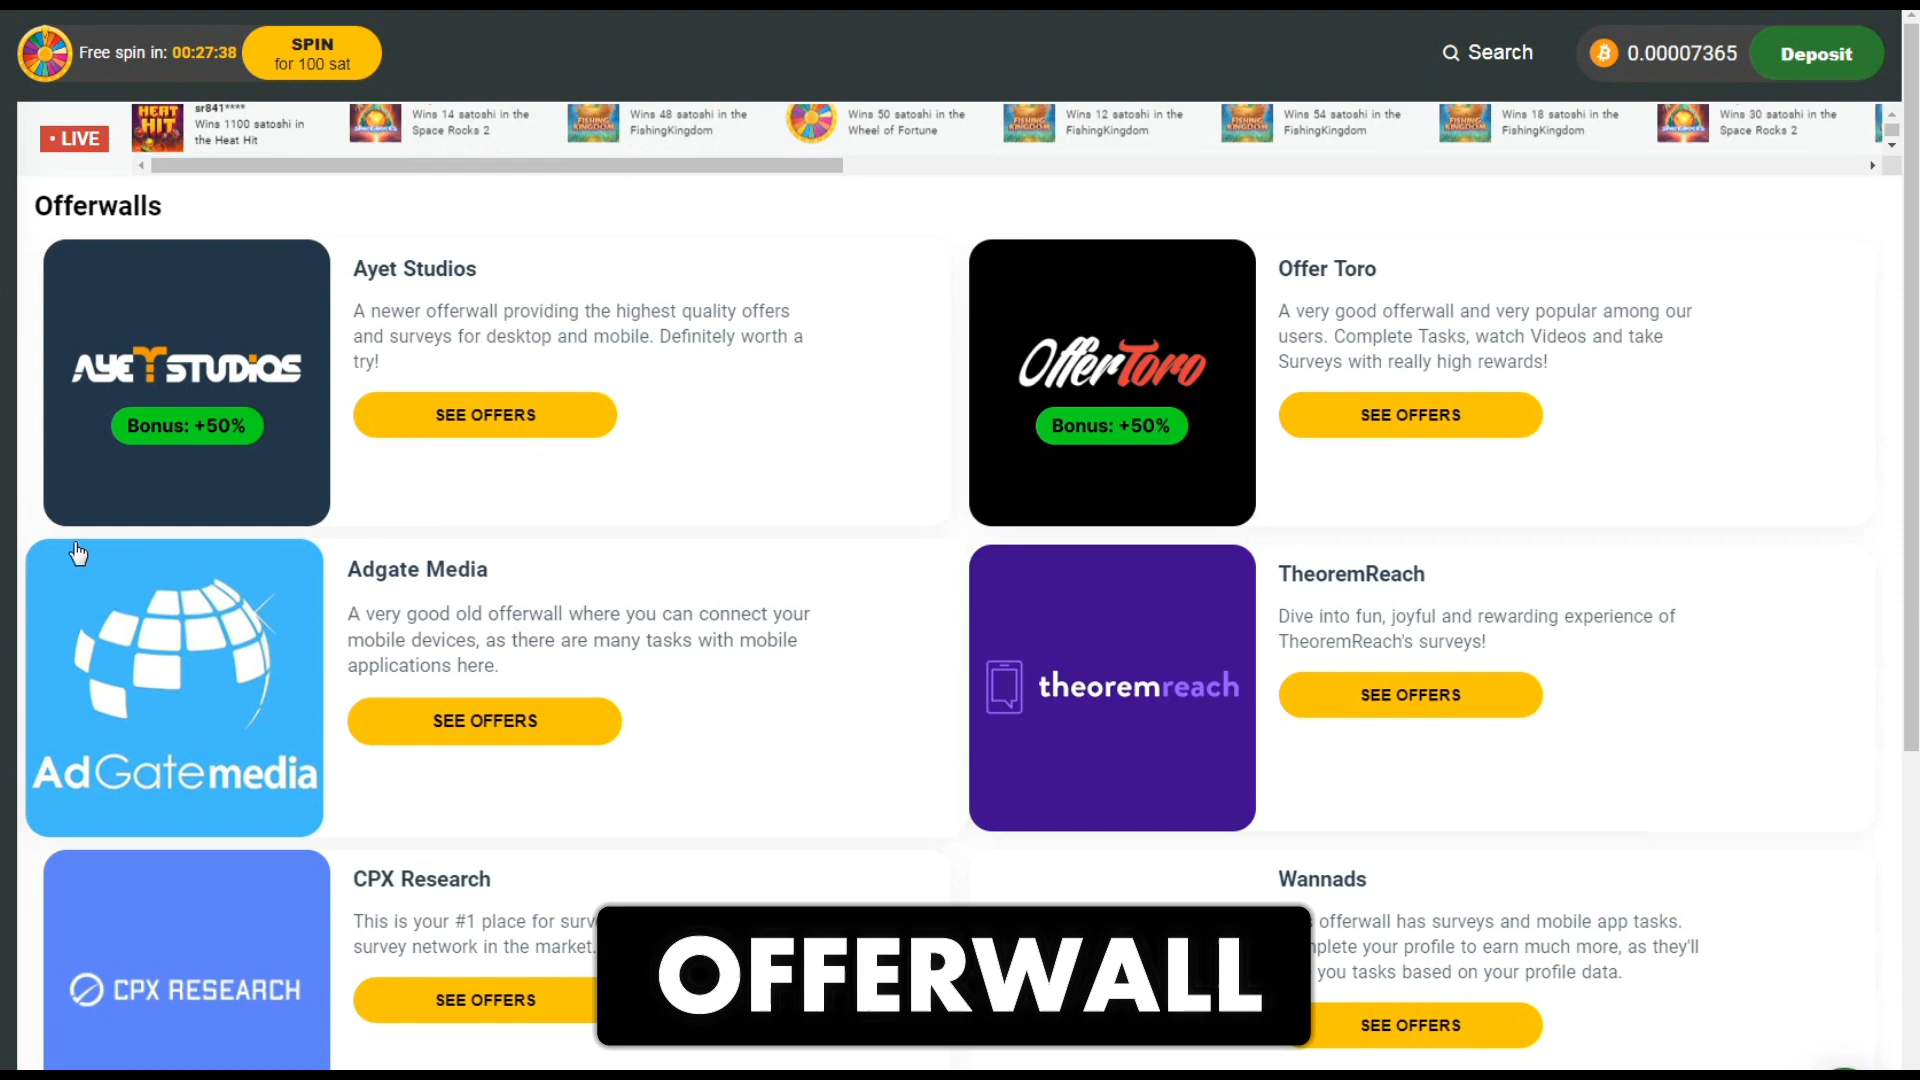 Free spin in: 00:27:38
SPIN
for 100 sat
Search
0.00007365
Deposit
• LIVE
HEAT
HIT
sr841****
Wins 1100 satoshi in
the Heat Hit
Wins 14 satoshi in the
Space Rocks 2
Wins 48 satoshi in the
FishingKingdom
Wins 50 satoshi in the
Wheel of Fortune
Wins 12 satoshi in the
FishingKingdom
Wins 54 satoshi in the
FishingKingdom
Wins 18 satoshi in the
FishingKingdom
Wins 30 satoshi in the
Space Rocks 2
Offerwalls
AYET STUDIOS
Bonus: +50%
Ayet Studios
A newer offerwall providing the highest quality offers
and surveys for desktop and mobile. Definitely worth a
try!
SEE OFFERS
OfferToro
Bonus: +50%
Offer Toro
A very good offerwall and very popular among our
users. Complete Tasks, watch Videos and take
Surveys with really high rewards!
SEE OFFERS
AdGatemedia
Adgate Media
A very good old offerwall where you can connect your
mobile devices, as there are many tasks with mobile
applications here.
SEE OFFERS
theoremreach
TheoremReach
Dive into fun, joyful and rewarding experience of
TheoremReach's surveys!
SEE OFFERS
CPX RESEARCH
CPX Research
This is your #1 place for
survey network in the market.
SEE OFFERS
Wannads
offerwall has surveys and mobile app tasks.
your profile to earn much more, as they'll
you tasks based on your profile data.
SEE OFFERS
OFFERWALL